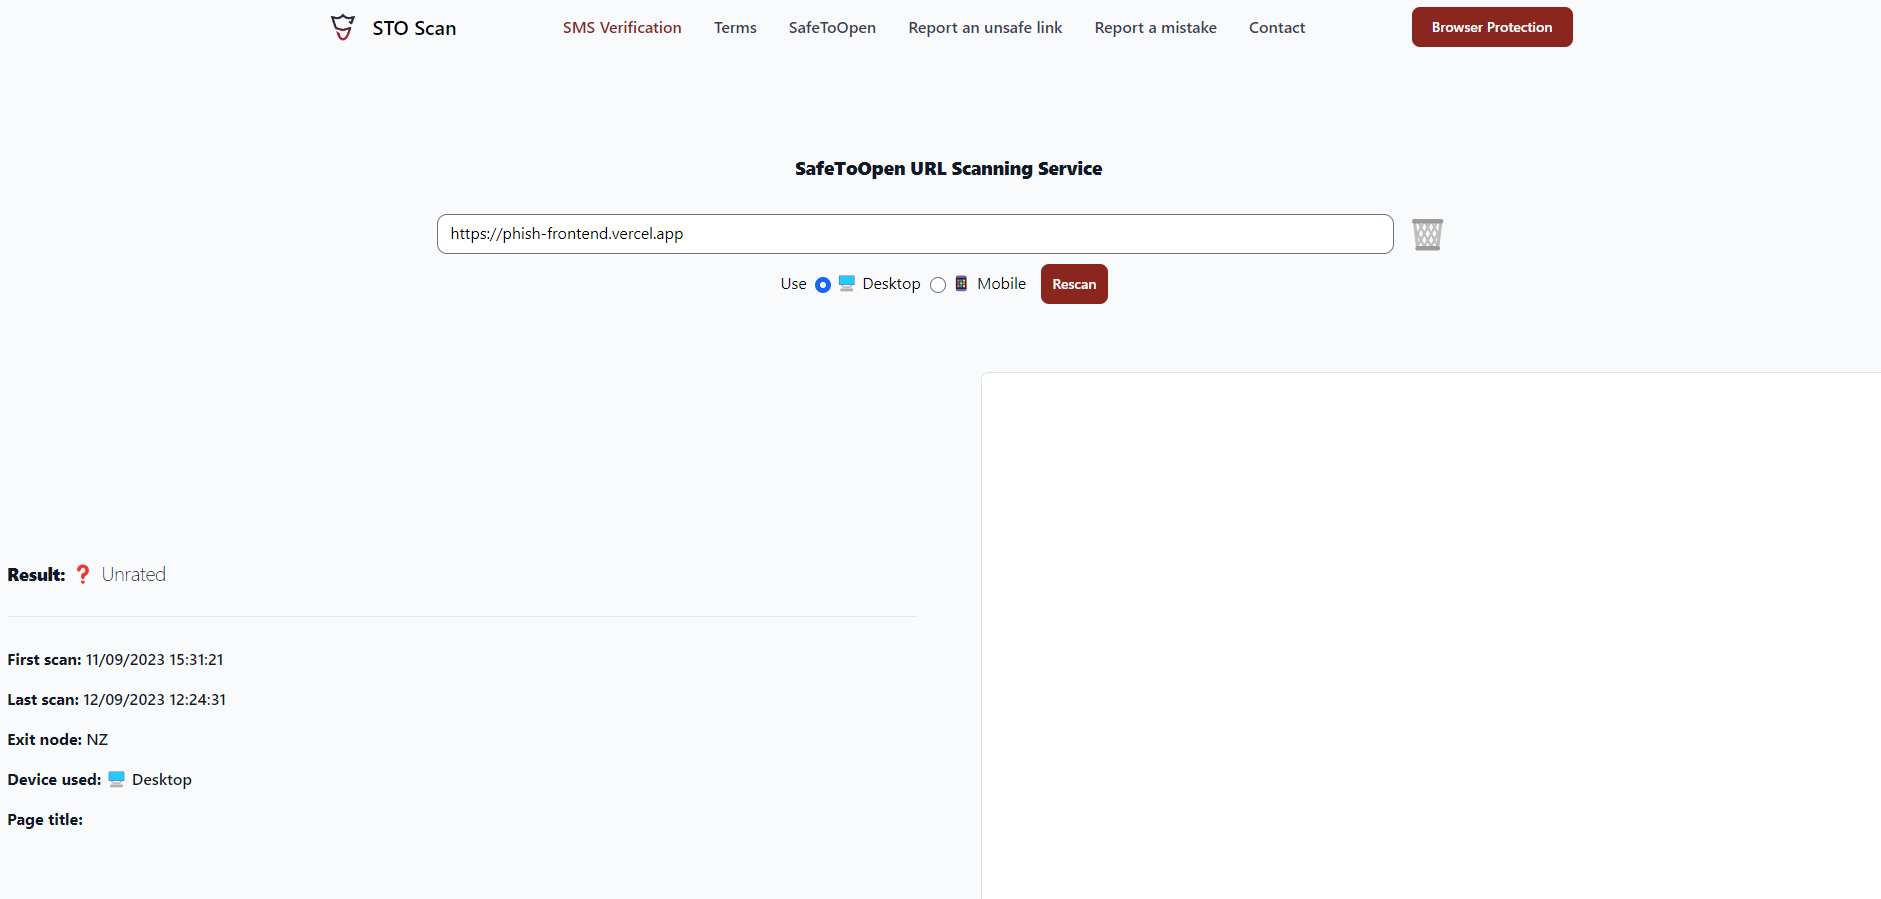 STO Scan SMS Verification Terms SafeToOpen Report an unsafe link Report a mistake Contact Browser Protection
SafeToOpen URL Scanning Service
https://phish-frontend.vercel.app
Use Desktop Mobile Rescan
Result: ❓ Unrated
First scan: 11/09/2023 15:31:21
Last scan: 12/09/2023 12:24:31
Exit node: NZ
Device used: Desktop
Page title: